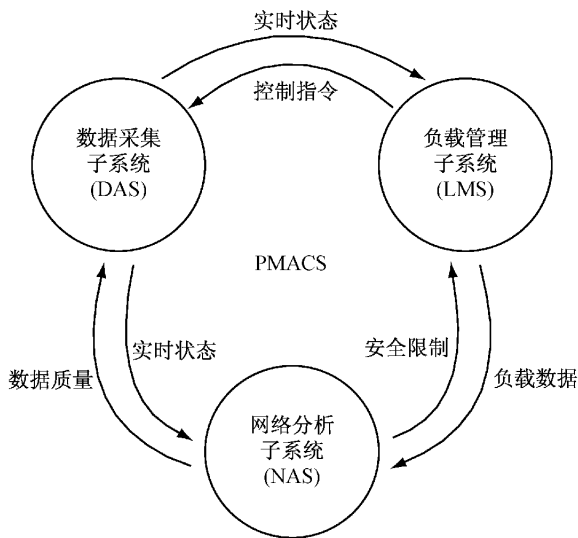 实时状态
控制指令
数据采集
子系统
(DAS)
负载管理
子系统
(LMS)
PMACS
数据质量
实时状态
安全限制
负载数据
网络分析
子系统
(NAS)